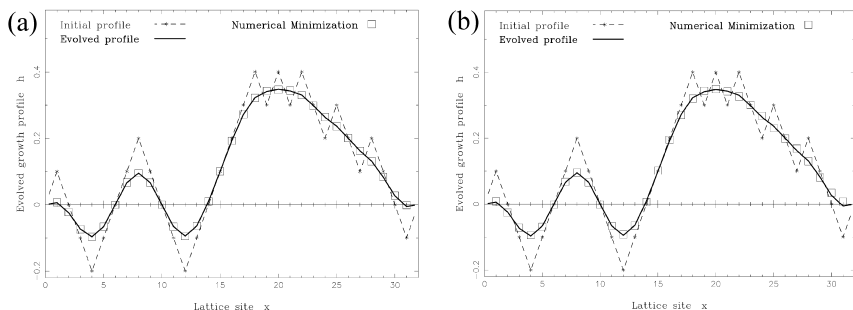 (a)
Initial profile
Evolved profile
Numerical Minimization
Evolved growth profile h
0.4
0.2
0
−0.2
0 5 10 15 20 25 30
Lattice site x
(b)
Initial profile
Evolved profile
Numerical Minimization
Evolved growth profile h
0.4
0.2
0
−0.2
0 5 10 15 20 25 30
Lattice site x